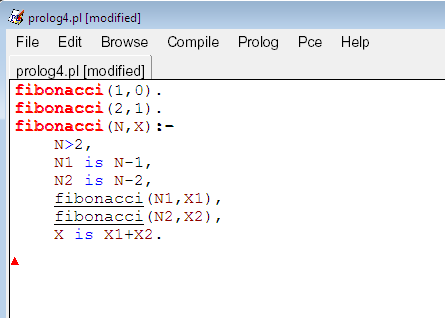 prolog4.pl [modified]
File Edit Browse Compile Prolog Pce Help
prolog4.pl [modified]
fibonacci(1,0).
fibonacci(2,1).
fibonacci(N,X):-
    N>2,
    N1 is N-1,
    N2 is N-2,
    fibonacci(N1,X1),
    fibonacci(N2,X2),
    X is X1+X2.